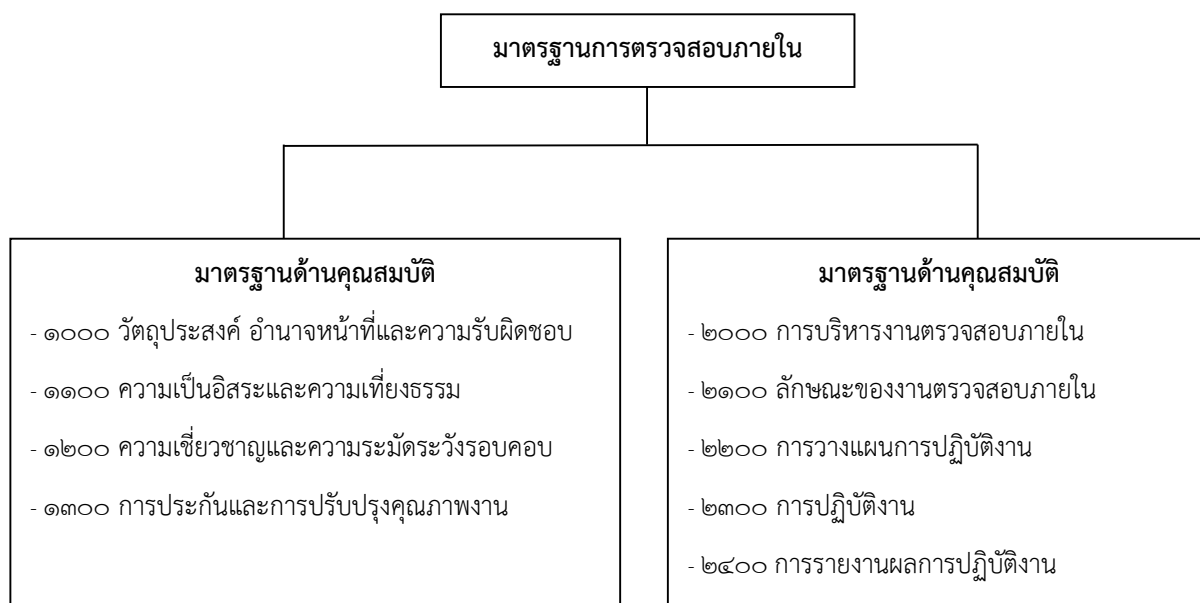 มาตรฐานการตรวจสอบภายใน
มาตรฐานด้านคุณสมบัติ
- ๑๐๐๐ วัตถุประสงค์ อำนาจหน้าที่และความรับผิดชอบ
- ๑๑๐๐ ความเป็นอิสระและความเที่ยงธรรม
- ๑๒๐๐ ความเชี่ยวชาญและความระมัดระวังรอบคอบ
- ๑๓๐๐ การประกันและการปรับปรุงคุณภาพงาน
มาตรฐานด้านคุณสมบัติ
- ๒๐๐๐ การบริหารงานตรวจสอบภายใน
- ๒๑๐๐ ลักษณะของงานตรวจสอบภายใน
- ๒๒๐๐ การวางแผนการปฏิบัติงาน
- ๒๓๐๐ การปฏิบัติงาน
- ๒๔๐๐ การรายงานผลการปฏิบัติงาน